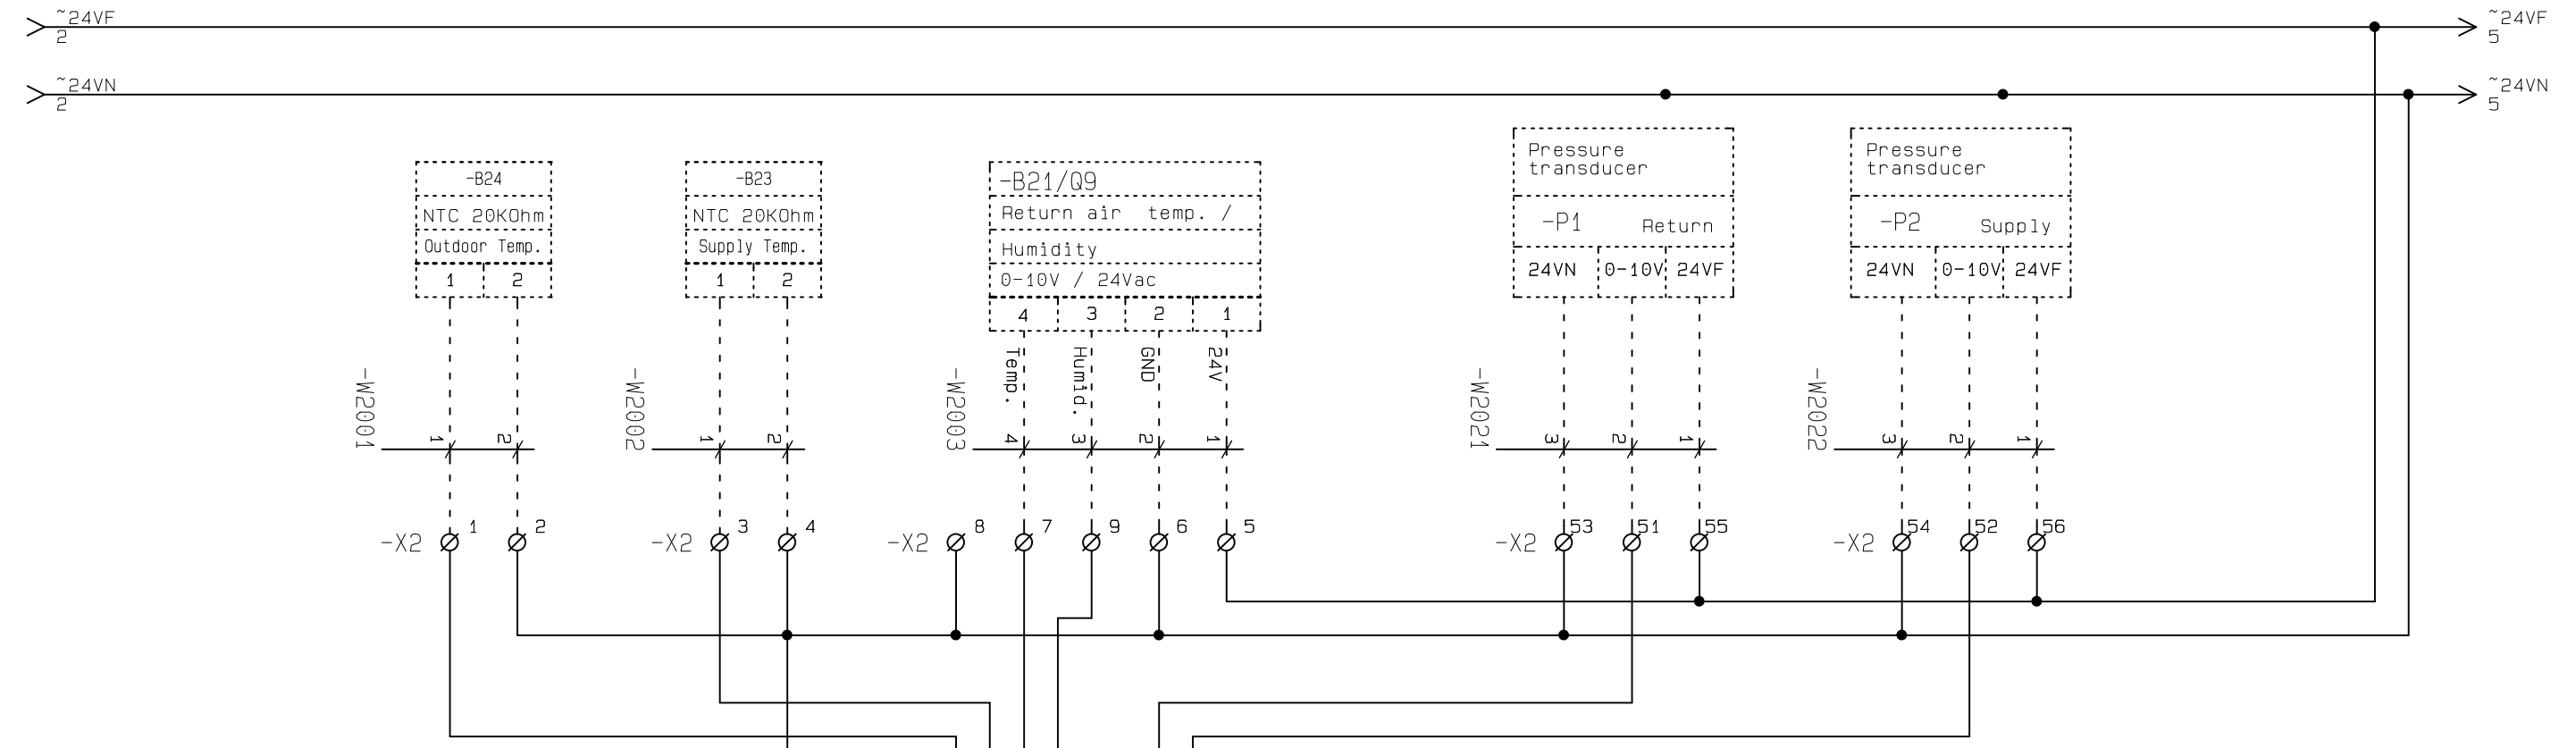 ~24VF
2
~24VF
5
~24VN
2
~24VN
5
-B24
NTC 20KOhm
Outdoor Temp.
1 2
-B23
NTC 20KOhm
Supply Temp.
1 2
-B21/Q9
Return air temp. /
Humidity
0-10V / 24Vac
4 3 2 1
Temp. Humid. GND 24V
Pressure
transducer
-P1 Return
24VN 0-10V 24VF
Pressure
transducer
-P2 Supply
24VN 0-10V 24VF
-W2001 1 2
-W2002 1 2
-W2003 4 3 2 1
-W2021 3 2 1
-W2022 3 2 1
-X2 1 2
-X2 3 4
-X2 8 7 9 6 5
-X2 53 51 55
-X2 54 52 56